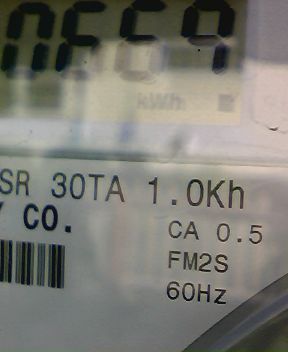 kWh
SR 30TA 1.0Kh
Y CO.
CA 0.5
FM2S
60Hz